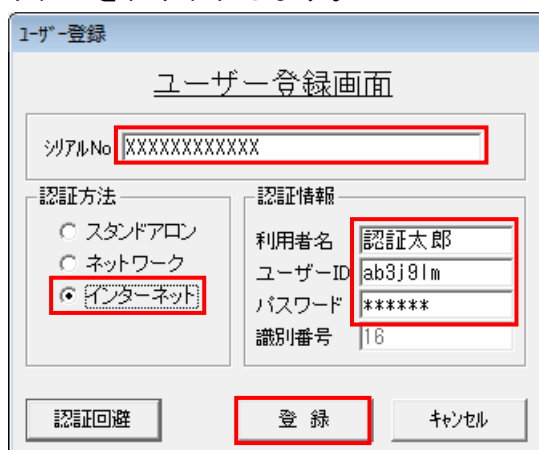 ﾕｰｻﾞｰ登録
ユーザー登録画面
ｼﾘｱﾙNo XXXXXXXXXXXX
認証方法
スタンドアロン
ネットワーク
インターネット
認証情報
利用者名 認証太郎
ユーザーID ab3j9lm
パスワード ******
識別番号 16
認証回避 登 録 ｷｬﾝｾﾙ